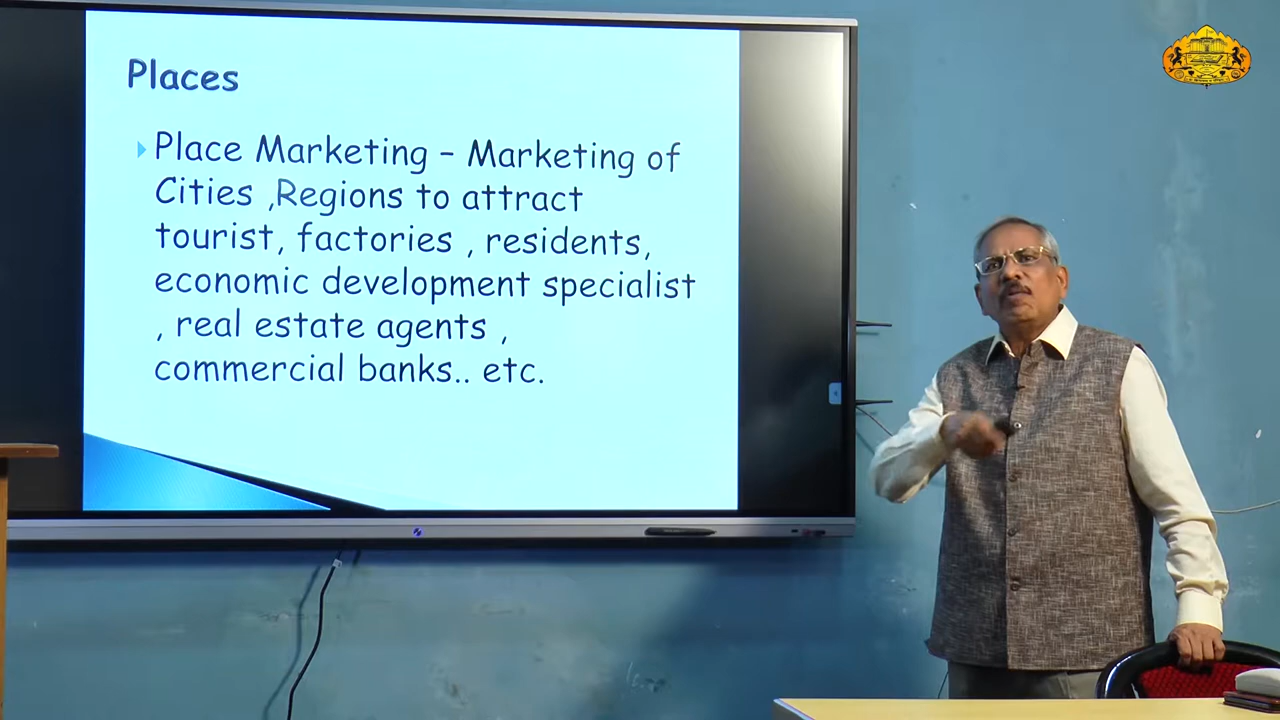 Places
Place Marketing – Marketing of
Cities ,Regions to attract
tourist, factories , residents,
economic development specialist
, real estate agents ,
commercial banks.. etc.